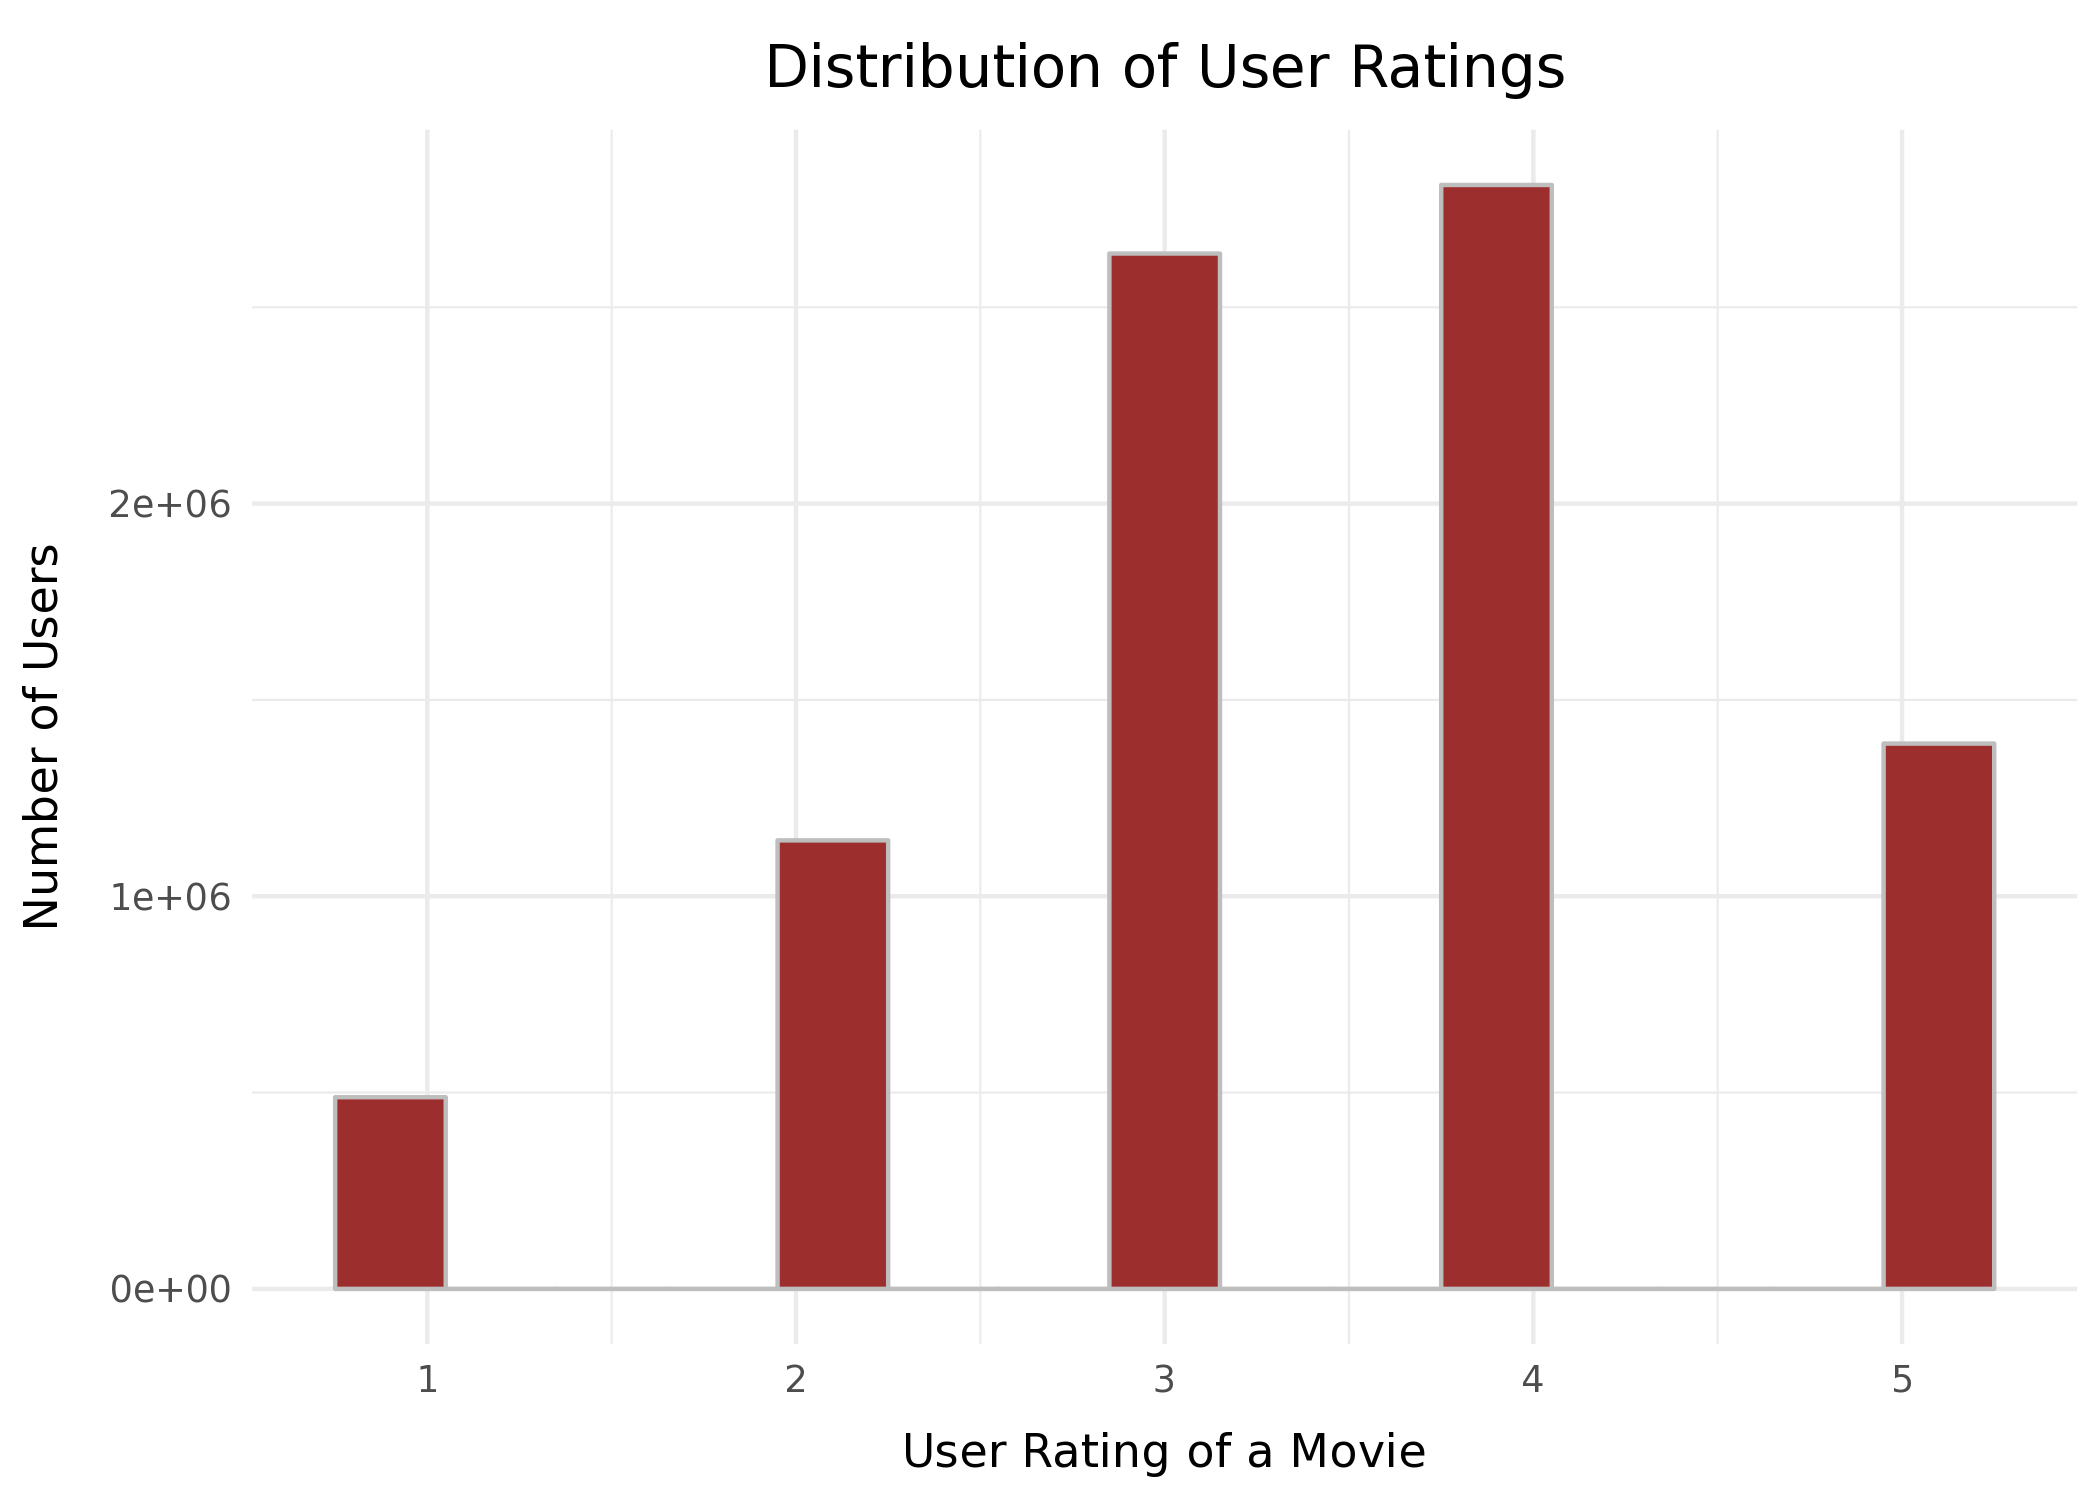 Distribution of User Ratings
Number of Users
2e+06
1e+06
0e+00
1 2 3 4 5
User Rating of a Movie